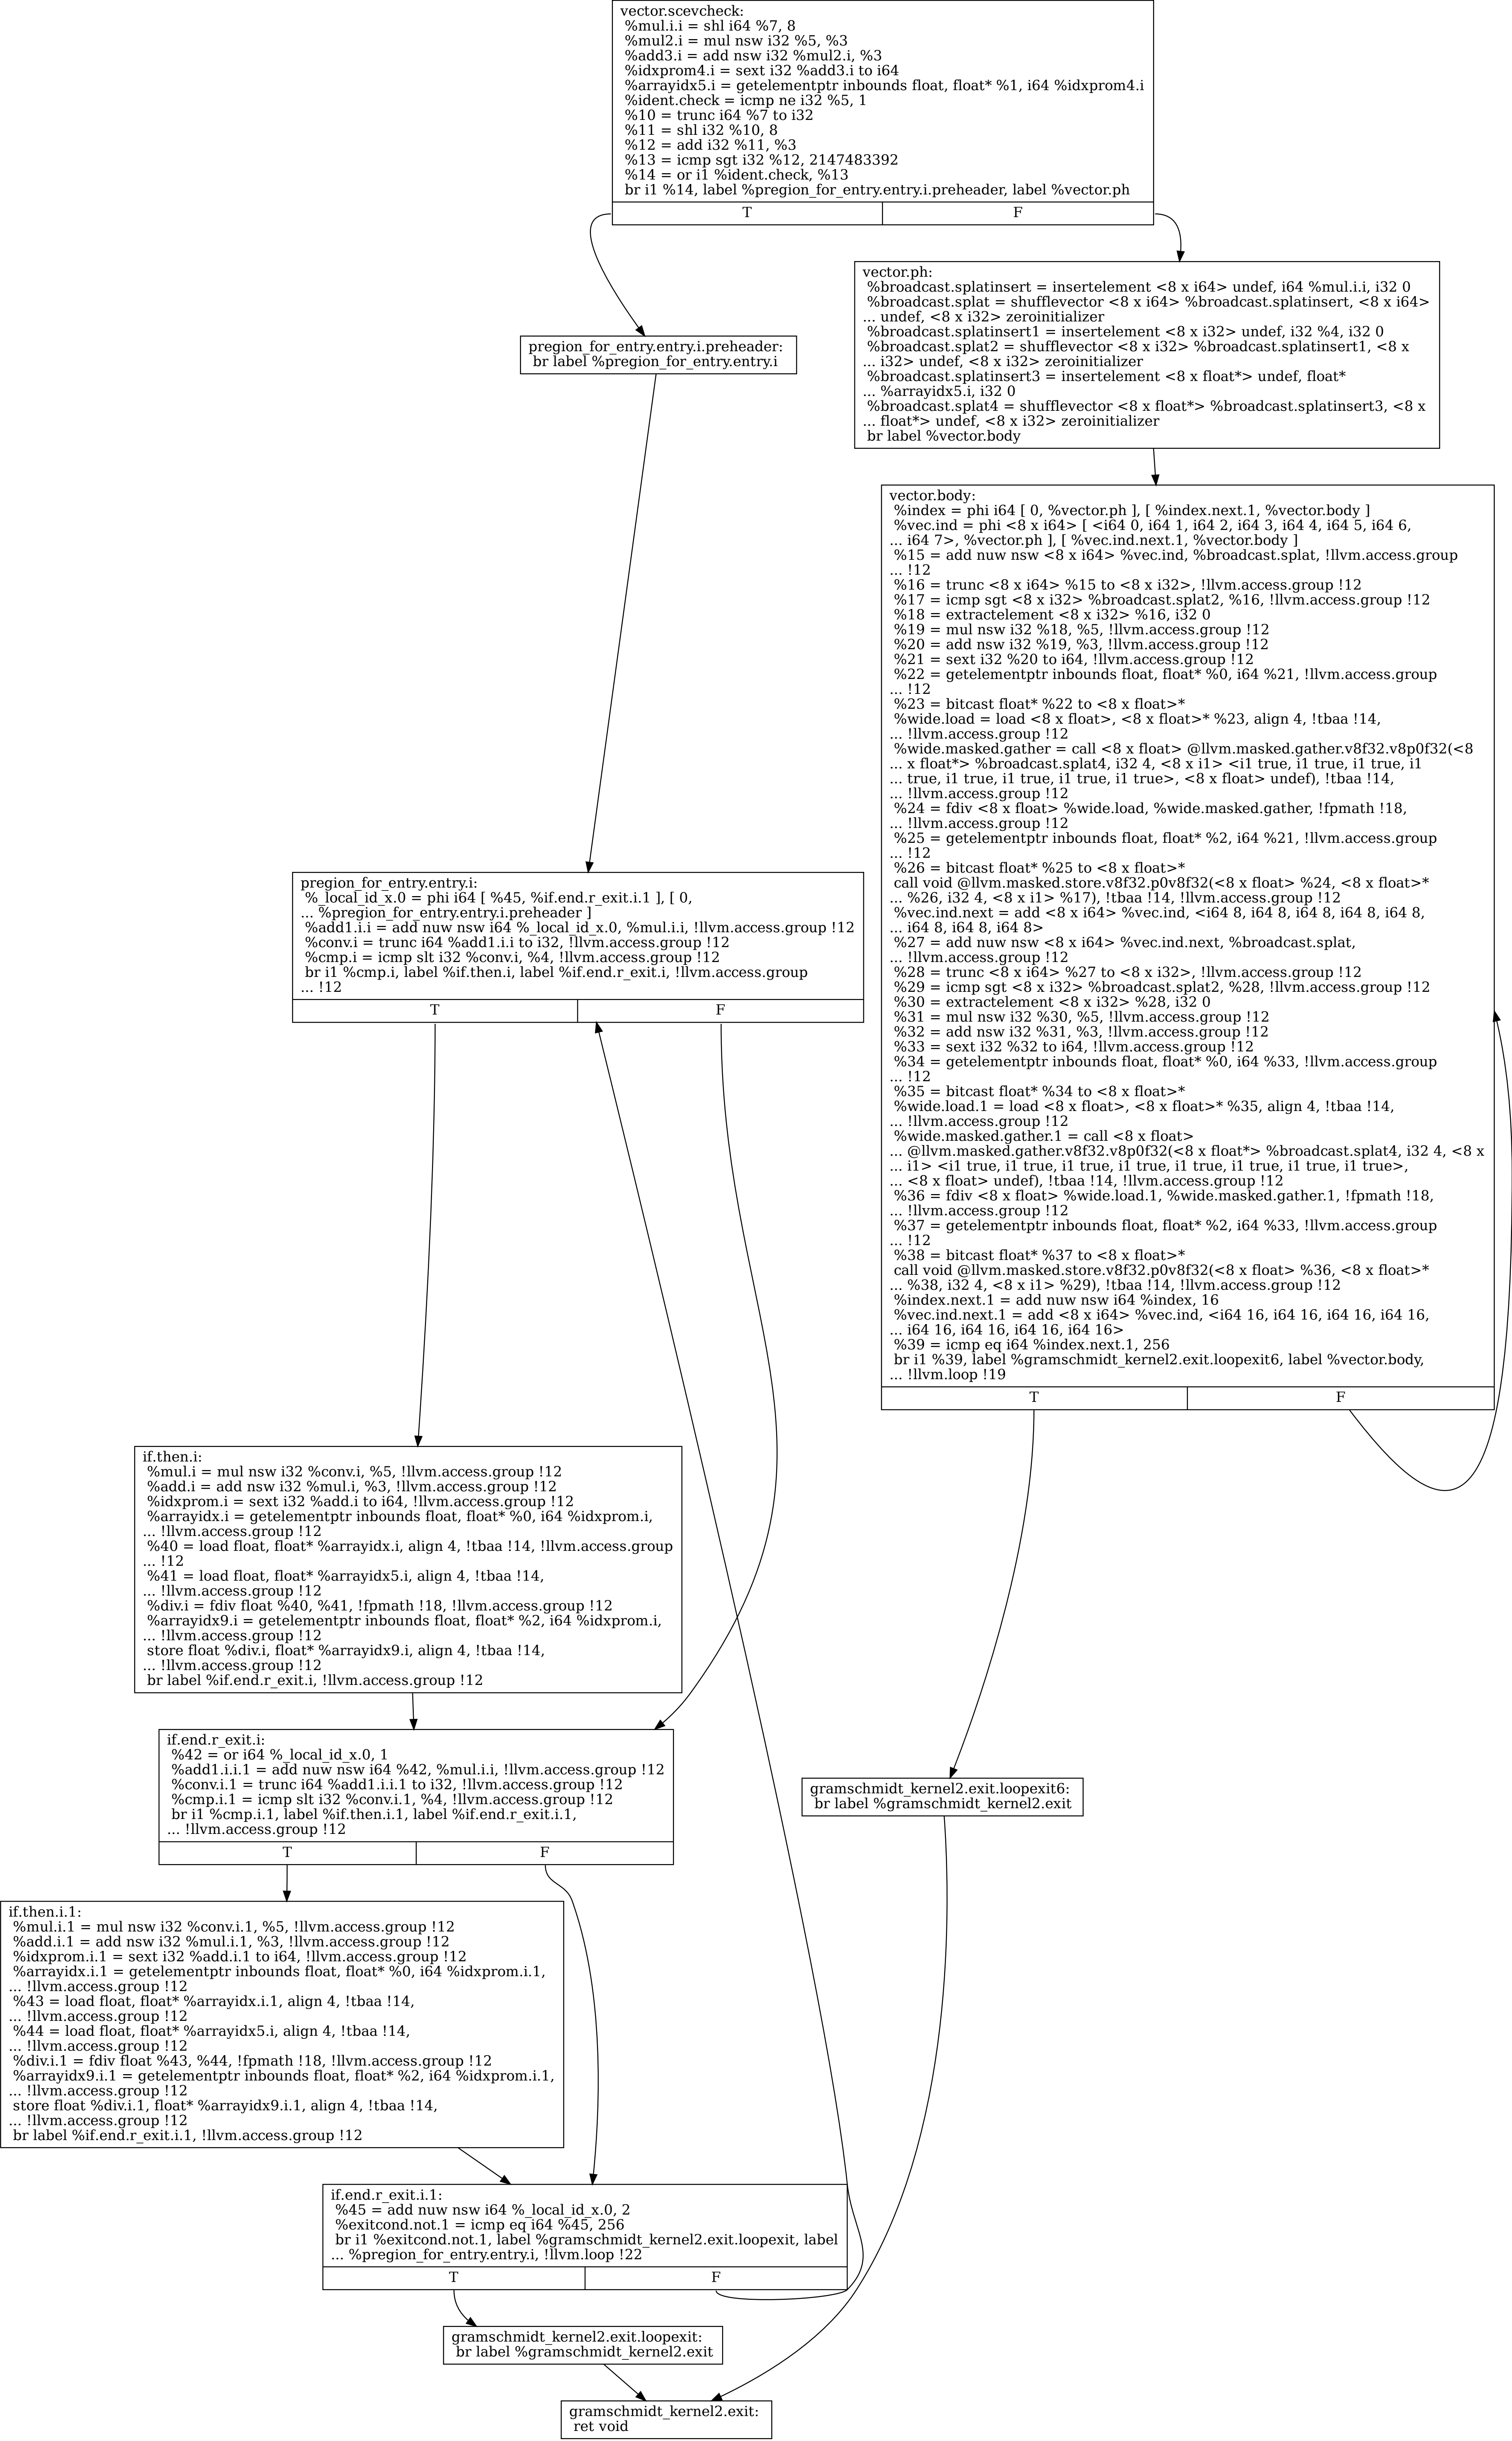 vector.scevcheck:
%mul.i.i = shl i64 %7, 8
%mul2.i = mul nsw i32 %5, %3
%add3.i = add nsw i32 %mul2.i, %3
%idxprom4.i = sext i32 %add3.i to i64
%arrayidx5.i = getelementptr inbounds float, float* %1, i64 %idxprom4.i
%ident.check = icmp ne i32 %5, 1
%10 = trunc i64 %7 to i32
%11 = shl i32 %10, 8
%12 = add i32 %11, %3
%13 = icmp sgt i32 %12, 2147483392
%14 = or i1 %ident.check, %13
br i1 %14, label %pregion_for_entry.entry.i.preheader, label %vector.ph
T
F
vector.ph:
%broadcast.splatinsert = insertelement <8 x i64> undef, i64 %mul.i.i, i32 0
%broadcast.splat = shufflevector <8 x i64> %broadcast.splatinsert, <8 x i64>
... undef, <8 x i32> zeroinitializer
%broadcast.splatinsert1 = insertelement <8 x i32> undef, i32 %4, i32 0
%broadcast.splat2 = shufflevector <8 x i32> %broadcast.splatinsert1, <8 x
... i32> undef, <8 x i32> zeroinitializer
%broadcast.splatinsert3 = insertelement <8 x float*> undef, float*
... %arrayidx5.i, i32 0
%broadcast.splat4 = shufflevector <8 x float*> %broadcast.splatinsert3, <8 x
... float*> undef, <8 x i32> zeroinitializer
br label %vector.body
pregion_for_entry.entry.i.preheader:
br label %pregion_for_entry.entry.i
vector.body:
%index = phi i64 [ 0, %vector.ph ], [ %index.next.1, %vector.body ]
%vec.ind = phi <8 x i64> [ <i64 0, i64 1, i64 2, i64 3, i64 4, i64 5, i64 6,
... i64 7>, %vector.ph ], [ %vec.ind.next.1, %vector.body ]
%15 = add nuw nsw <8 x i64> %vec.ind, %broadcast.splat, !llvm.access.group
... !12
%16 = trunc <8 x i64> %15 to <8 x i32>, !llvm.access.group !12
%17 = icmp sgt <8 x i32> %broadcast.splat2, %16, !llvm.access.group !12
%18 = extractelement <8 x i32> %16, i32 0
%19 = mul nsw i32 %18, %5, !llvm.access.group !12
%20 = add nsw i32 %19, %3, !llvm.access.group !12
%21 = sext i32 %20 to i64, !llvm.access.group !12
%22 = getelementptr inbounds float, float* %0, i64 %21, !llvm.access.group
... !12
%23 = bitcast float* %22 to <8 x float>*
%wide.load = load <8 x float>, <8 x float>* %23, align 4, !tbaa !14,
... !llvm.access.group !12
%wide.masked.gather = call <8 x float> @llvm.masked.gather.v8f32.v8p0f32(<8
... x float*> %broadcast.splat4, i32 4, <8 x i1> <i1 true, i1 true, i1 true, i1
... true, i1 true, i1 true, i1 true, i1 true>, <8 x float> undef), !tbaa !14,
... !llvm.access.group !12
%24 = fdiv <8 x float> %wide.load, %wide.masked.gather, !fpmath !18,
... !llvm.access.group !12
%25 = getelementptr inbounds float, float* %2, i64 %21, !llvm.access.group
... !12
%26 = bitcast float* %25 to <8 x float>*
call void @llvm.masked.store.v8f32.p0v8f32(<8 x float> %24, <8 x float>*
... %26, i32 4, <8 x i1> %17), !tbaa !14, !llvm.access.group !12
%vec.ind.next = add <8 x i64> %vec.ind, <i64 8, i64 8, i64 8, i64 8, i64 8,
... i64 8, i64 8, i64 8>
%27 = add nuw nsw <8 x i64> %vec.ind.next, %broadcast.splat,
... !llvm.access.group !12
%28 = trunc <8 x i64> %27 to <8 x i32>, !llvm.access.group !12
%29 = icmp sgt <8 x i32> %broadcast.splat2, %28, !llvm.access.group !12
%30 = extractelement <8 x i32> %28, i32 0
%31 = mul nsw i32 %30, %5, !llvm.access.group !12
%32 = add nsw i32 %31, %3, !llvm.access.group !12
%33 = sext i32 %32 to i64, !llvm.access.group !12
%34 = getelementptr inbounds float, float* %0, i64 %33, !llvm.access.group
... !12
%35 = bitcast float* %34 to <8 x float>*
%wide.load.1 = load <8 x float>, <8 x float>* %35, align 4, !tbaa !14,
... !llvm.access.group !12
%wide.masked.gather.1 = call <8 x float>
... @llvm.masked.gather.v8f32.v8p0f32(<8 x float*> %broadcast.splat4, i32 4, <8 x
... i1> <i1 true, i1 true, i1 true, i1 true, i1 true, i1 true, i1 true, i1 true>,
... <8 x float> undef), !tbaa !14, !llvm.access.group !12
%36 = fdiv <8 x float> %wide.load.1, %wide.masked.gather.1, !fpmath !18,
... !llvm.access.group !12
%37 = getelementptr inbounds float, float* %2, i64 %33, !llvm.access.group
... !12
%38 = bitcast float* %37 to <8 x float>*
call void @llvm.masked.store.v8f32.p0v8f32(<8 x float> %36, <8 x float>*
... %38, i32 4, <8 x i1> %29), !tbaa !14, !llvm.access.group !12
%index.next.1 = add nuw nsw i64 %index, 16
%vec.ind.next.1 = add <8 x i64> %vec.ind, <i64 16, i64 16, i64 16, i64 16,
... i64 16, i64 16, i64 16, i64 16>
%39 = icmp eq i64 %index.next.1, 256
br i1 %39, label %gramschmidt_kernel2.exit.loopexit6, label %vector.body,
... !llvm.loop !19
T
F
pregion_for_entry.entry.i:
%_local_id_x.0 = phi i64 [ %45, %if.end.r_exit.i.1 ], [ 0,
... %pregion_for_entry.entry.i.preheader ]
%add1.i.i = add nuw nsw i64 %_local_id_x.0, %mul.i.i, !llvm.access.group !12
%conv.i = trunc i64 %add1.i.i to i32, !llvm.access.group !12
%cmp.i = icmp slt i32 %conv.i, %4, !llvm.access.group !12
br i1 %cmp.i, label %if.then.i, label %if.end.r_exit.i, !llvm.access.group
... !12
T
F
if.then.i:
%mul.i = mul nsw i32 %conv.i, %5, !llvm.access.group !12
%add.i = add nsw i32 %mul.i, %3, !llvm.access.group !12
%idxprom.i = sext i32 %add.i to i64, !llvm.access.group !12
%arrayidx.i = getelementptr inbounds float, float* %0, i64 %idxprom.i,
... !llvm.access.group !12
%40 = load float, float* %arrayidx.i, align 4, !tbaa !14, !llvm.access.group
... !12
%41 = load float, float* %arrayidx5.i, align 4, !tbaa !14,
... !llvm.access.group !12
%div.i = fdiv float %40, %41, !fpmath !18, !llvm.access.group !12
%arrayidx9.i = getelementptr inbounds float, float* %2, i64 %idxprom.i,
... !llvm.access.group !12
store float %div.i, float* %arrayidx9.i, align 4, !tbaa !14,
... !llvm.access.group !12
br label %if.end.r_exit.i, !llvm.access.group !12
if.end.r_exit.i:
%42 = or i64 %_local_id_x.0, 1
%add1.i.i.1 = add nuw nsw i64 %42, %mul.i.i, !llvm.access.group !12
%conv.i.1 = trunc i64 %add1.i.i.1 to i32, !llvm.access.group !12
%cmp.i.1 = icmp slt i32 %conv.i.1, %4, !llvm.access.group !12
br i1 %cmp.i.1, label %if.then.i.1, label %if.end.r_exit.i.1,
... !llvm.access.group !12
T
F
gramschmidt_kernel2.exit.loopexit6:
br label %gramschmidt_kernel2.exit
if.then.i.1:
%mul.i.1 = mul nsw i32 %conv.i.1, %5, !llvm.access.group !12
%add.i.1 = add nsw i32 %mul.i.1, %3, !llvm.access.group !12
%idxprom.i.1 = sext i32 %add.i.1 to i64, !llvm.access.group !12
%arrayidx.i.1 = getelementptr inbounds float, float* %0, i64 %idxprom.i.1,
... !llvm.access.group !12
%43 = load float, float* %arrayidx.i.1, align 4, !tbaa !14,
... !llvm.access.group !12
%44 = load float, float* %arrayidx5.i, align 4, !tbaa !14,
... !llvm.access.group !12
%div.i.1 = fdiv float %43, %44, !fpmath !18, !llvm.access.group !12
%arrayidx9.i.1 = getelementptr inbounds float, float* %2, i64 %idxprom.i.1,
... !llvm.access.group !12
store float %div.i.1, float* %arrayidx9.i.1, align 4, !tbaa !14,
... !llvm.access.group !12
br label %if.end.r_exit.i.1, !llvm.access.group !12
if.end.r_exit.i.1:
%45 = add nuw nsw i64 %_local_id_x.0, 2
%exitcond.not.1 = icmp eq i64 %45, 256
br i1 %exitcond.not.1, label %gramschmidt_kernel2.exit.loopexit, label
... %pregion_for_entry.entry.i, !llvm.loop !22
T
F
gramschmidt_kernel2.exit.loopexit:
br label %gramschmidt_kernel2.exit
gramschmidt_kernel2.exit:
ret void